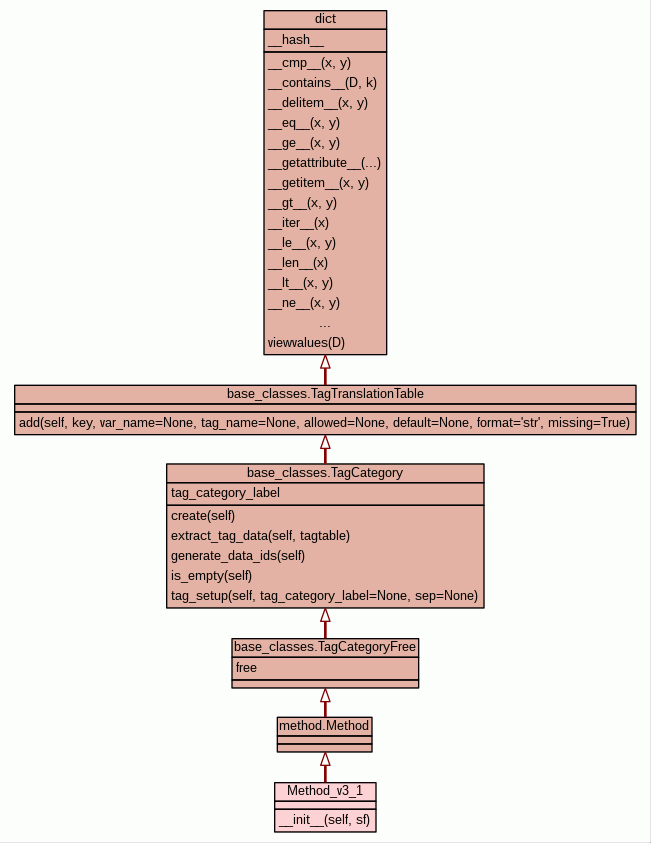 dict
__hash__
__cmp__(x, y)
__contains__(D, k)
__delitem__(x, y)
__eq__(x, y)
__ge__(x, y)
__getattribute__(...)
__getitem__(x, y)
__gt__(x, y)
__iter__(x)
__le__(x, y)
__len__(x)
__lt__(x, y)
__ne__(x, y)
...
viewvalues(D)
base_classes.TagTranslationTable
add(self, key, var_name=None, tag_name=None, allowed=None, default=None, format='str', missing=True)
base_classes.TagCategory
tag_category_label
create(self)
extract_tag_data(self, tagtable)
generate_data_ids(self)
is_empty(self)
tag_setup(self, tag_category_label=None, sep=None)
base_classes.TagCategoryFree
free
method.Method
Method_v3_1
__init__(self, sf)